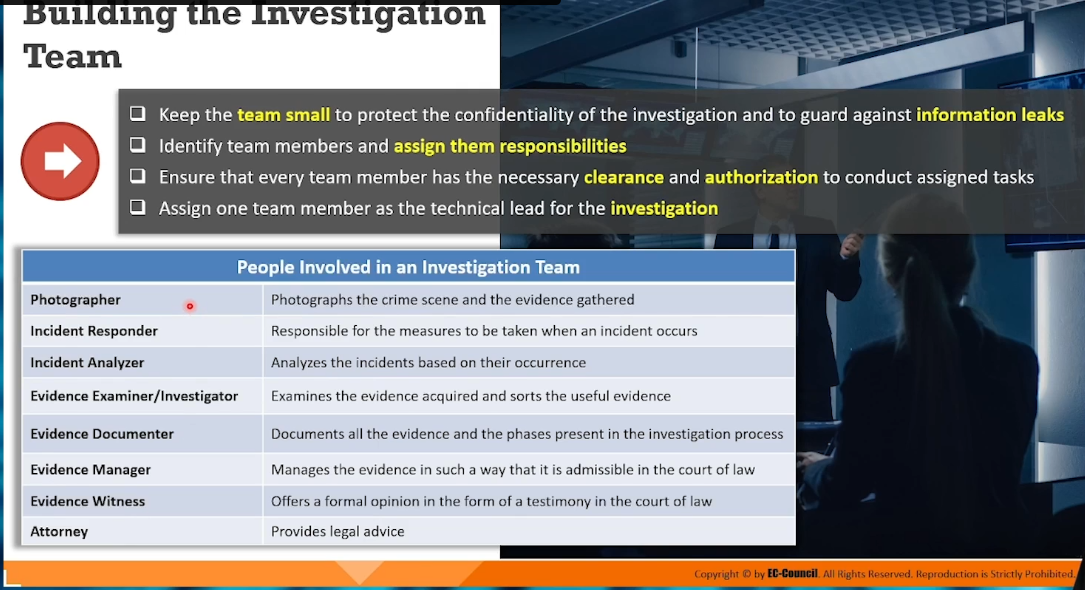 Building the Investigation
Team
❑ Keep the team small to protect the confidentiality of the investigation and to guard against information leaks
❑ Identify team members and assign them responsibilities
❑ Ensure that every team member has the necessary clearance and authorization to conduct assigned tasks
❑ Assign one team member as the technical lead for the investigation
People Involved in an Investigation Team
Photographer Photographs the crime scene and the evidence gathered
Incident Responder Responsible for the measures to be taken when an incident occurs
Incident Analyzer Analyzes the incidents based on their occurrence
Evidence Examiner/Investigator Examines the evidence acquired and sorts the useful evidence
Evidence Documenter Documents all the evidence and the phases present in the investigation process
Evidence Manager Manages the evidence in such a way that it is admissible in the court of law
Evidence Witness Offers a formal opinion in the form of a testimony in the court of law
Attorney Provides legal advice
Copyright © by EC-Council. All Rights Reserved. Reproduction is Strictly Prohibited.